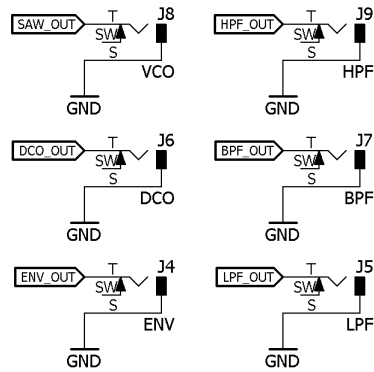 T J8
SAW_OUT SW
S VCO
GND
T J9
HPF_OUT SW
S HPF
GND
T J6
DCO_OUT SW
S DCO
GND
T J7
BPF_OUT SW
S BPF
GND
T J4
ENV_OUT SW
S ENV
GND
T J5
LPF_OUT SW
S LPF
GND